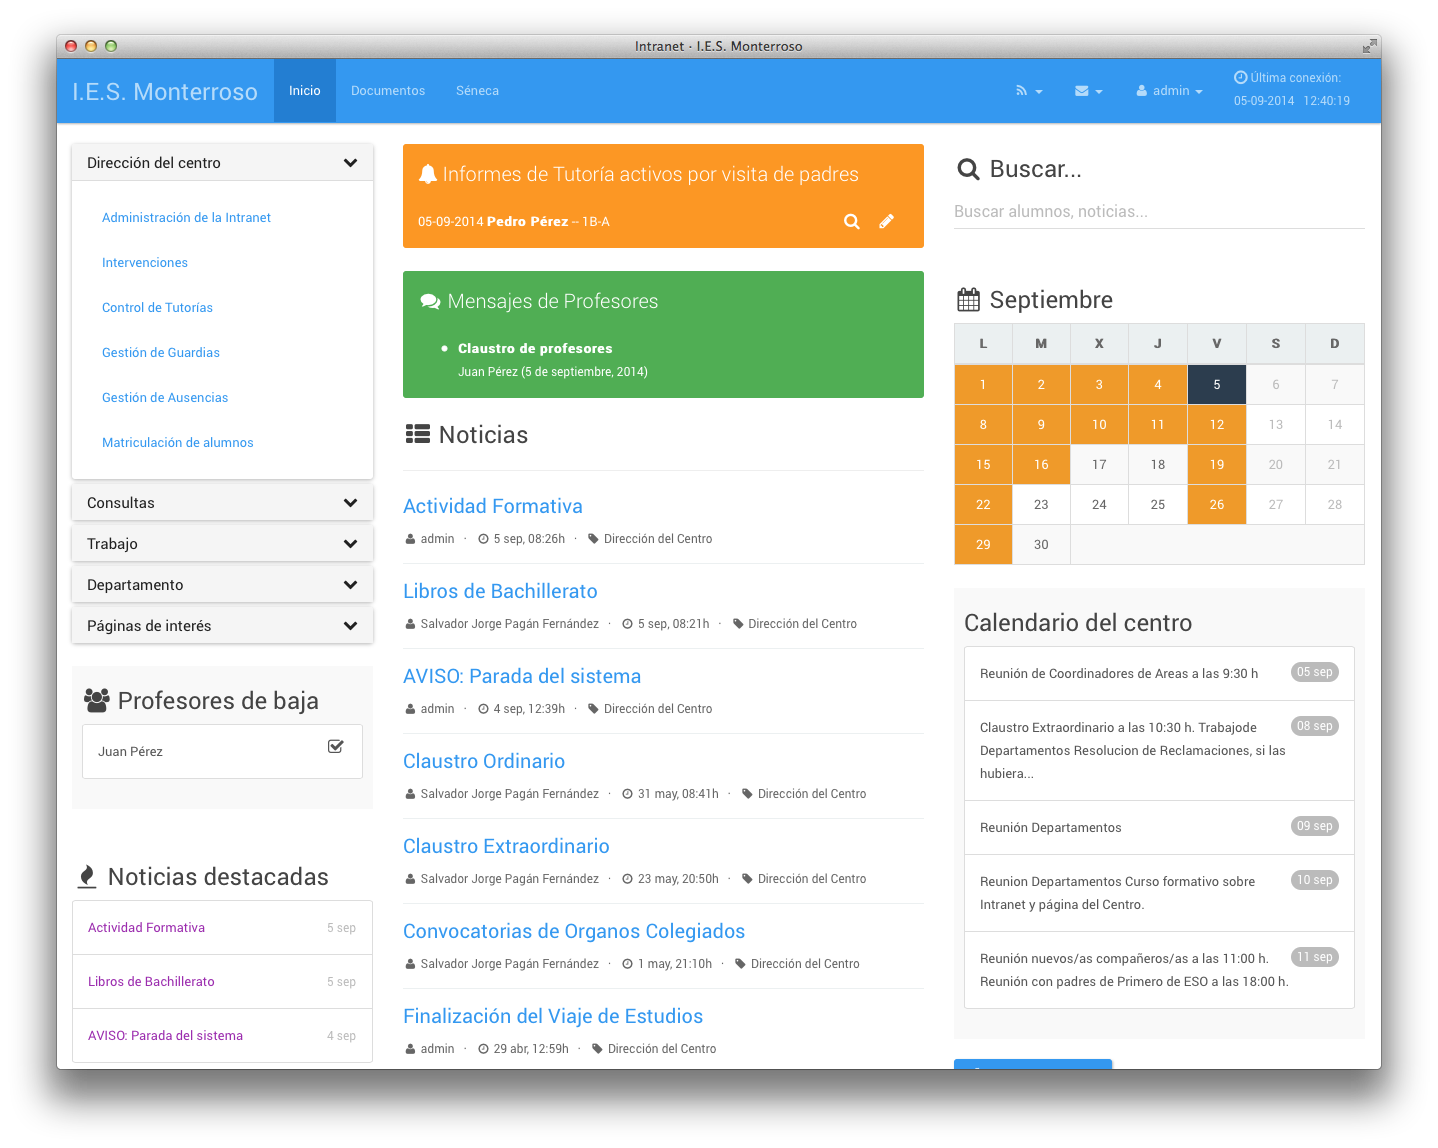 Intranet · I.E.S. Monterroso
I.E.S. Monterroso
Inicio
Documentos
Séneca
admin
Última conexión:
05-09-2014 12:40:19
Dirección del centro
Administración de la Intranet
Intervenciones
Control de Tutorías
Gestión de Guardias
Gestión de Ausencias
Matriculación de alumnos
Consultas
Trabajo
Departamento
Páginas de interés
Profesores de baja
Juan Pérez
Noticias destacadas
Actividad Formativa 5 sep
Libros de Bachillerato 5 sep
AVISO: Parada del sistema 4 sep
Informes de Tutoría activos por visita de padres
05-09-2014 Pedro Pérez -- 1B-A
Mensajes de Profesores
Claustro de profesores
Juan Pérez (5 de septiembre, 2014)
Noticias
Actividad Formativa
admin · 5 sep, 08:26h · Dirección del Centro
Libros de Bachillerato
Salvador Jorge Pagán Fernández · 5 sep, 08:21h · Dirección del Centro
AVISO: Parada del sistema
admin · 4 sep, 12:39h · Dirección del Centro
Claustro Ordinario
Salvador Jorge Pagán Fernández · 31 may, 08:41h · Dirección del Centro
Claustro Extraordinario
Salvador Jorge Pagán Fernández · 23 may, 20:50h · Dirección del Centro
Convocatorias de Organos Colegiados
Salvador Jorge Pagán Fernández · 1 may, 21:10h · Dirección del Centro
Finalización del Viaje de Estudios
admin · 29 abr, 12:59h · Dirección del Centro
Buscar...
Buscar alumnos, noticias...
Septiembre
L M X J V S D
1 2 3 4 5 6 7
8 9 10 11 12 13 14
15 16 17 18 19 20 21
22 23 24 25 26 27 28
29 30
Calendario del centro
Reunión de Coordinadores de Areas a las 9:30 h 05 sep
Claustro Extraordinario a las 10:30 h. Trabajode 08 sep
Departamentos Resolucion de Reclamaciones, si las
hubiera...
Reunión Departamentos 09 sep
Reunion Departamentos Curso formativo sobre 10 sep
Intranet y página del Centro.
Reunión nuevos/as compañeros/as a las 11:00 h. 11 sep
Reunión con padres de Primero de ESO a las 18:00 h.